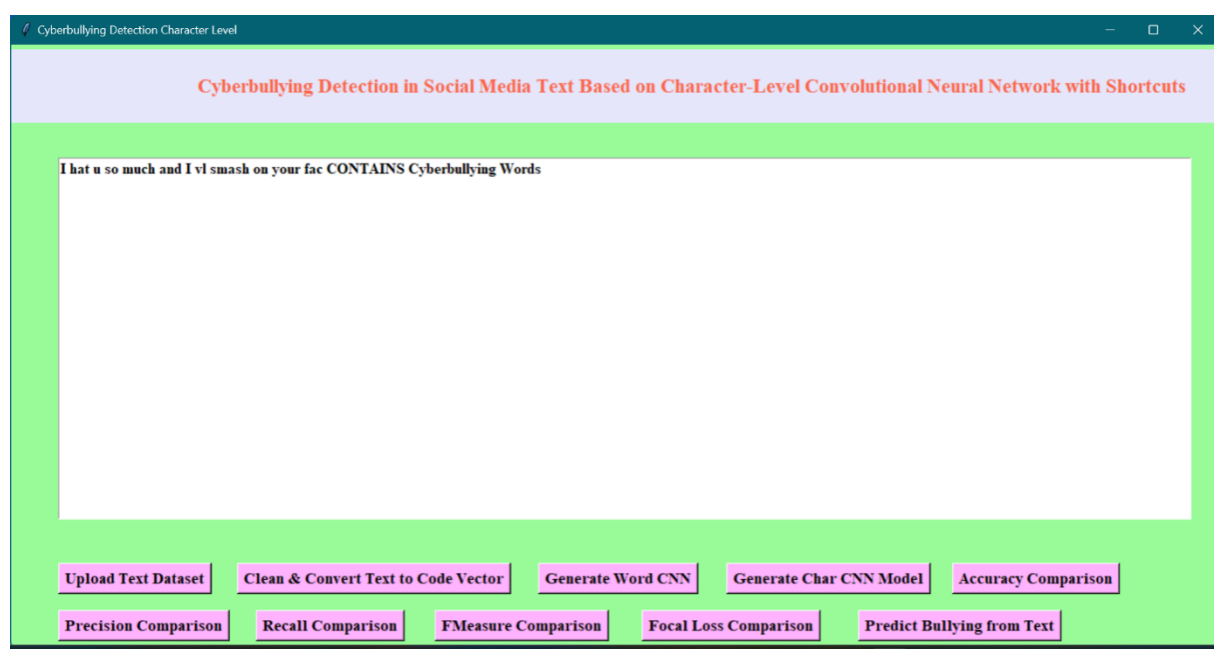 Cyberbullying Detection Character Level
Cyberbullying Detection in Social Media Text Based on Character-Level Convolutional Neural Network with Shortcuts
I hat u so much and I vl smash on your fac CONTAINS Cyberbullying Words
Upload Text Dataset Clean & Convert Text to Code Vector Generate Word CNN Generate Char CNN Model Accuracy Comparison
Precision Comparison Recall Comparison FMeasure Comparison Focal Loss Comparison Predict Bullying from Text